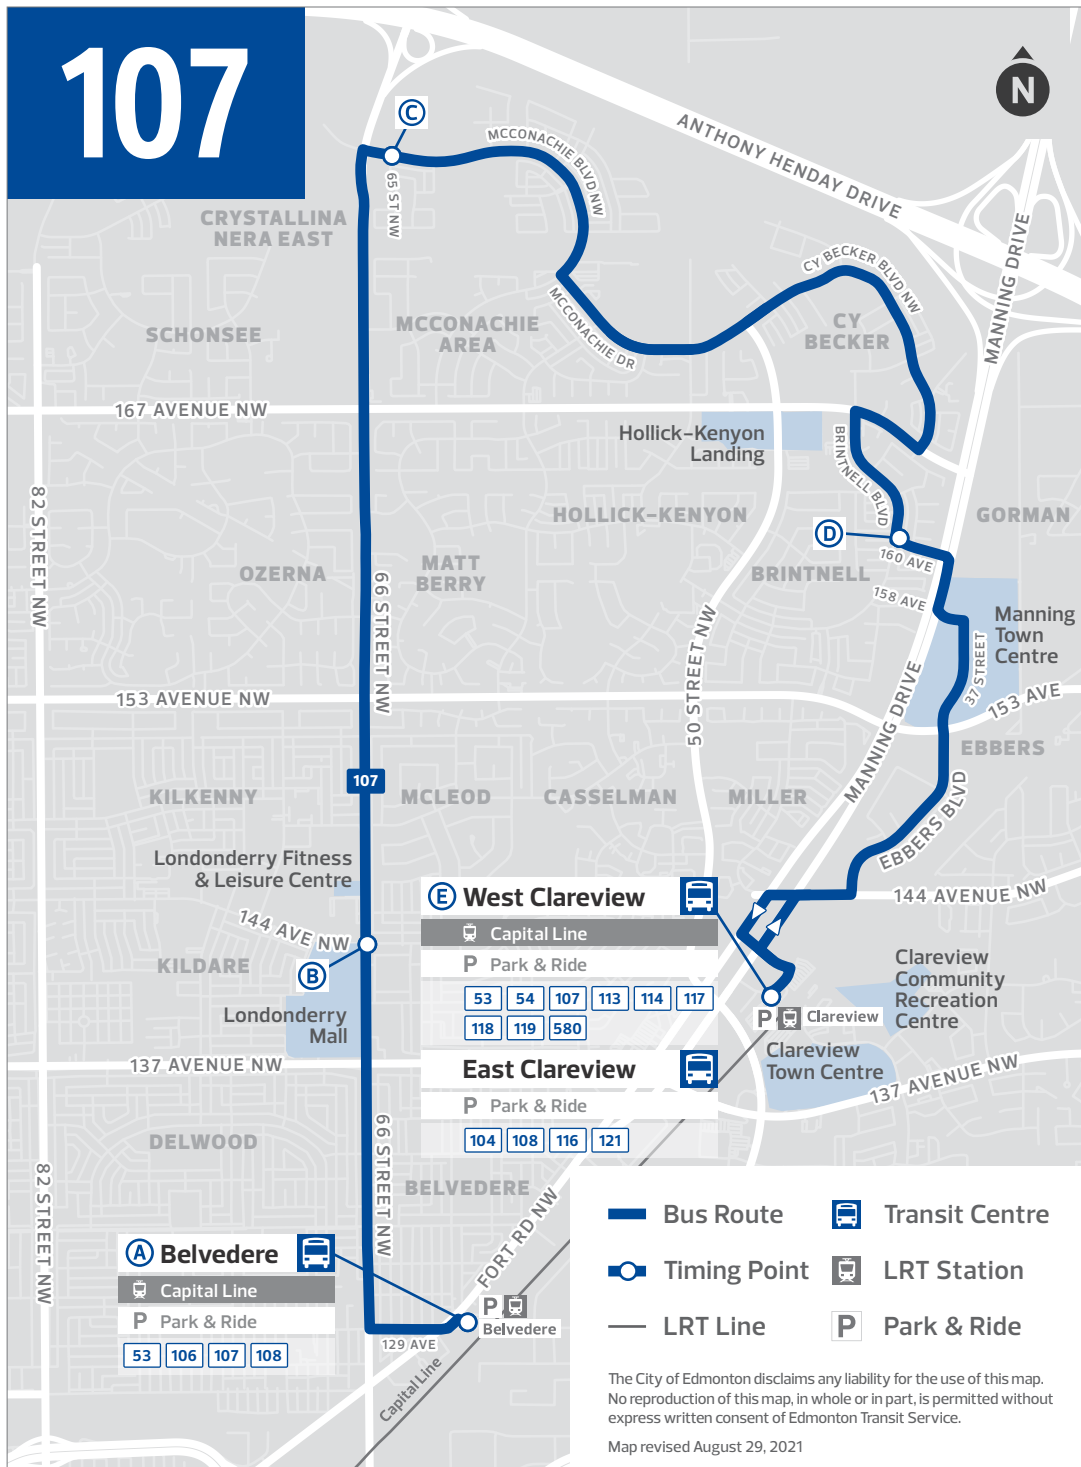 107
N
C
MCCONACHIE BLVD NW
ANTHONY HENDAY DRIVE
65 ST NW
CRYSTALLINA
NERA EAST
MANNING DRIVE
CY BECKER BLVD NW
MCCONACHIE DR
SCHONSEE
MCCONACHIE
AREA
CY
BECKER
167 AVENUE NW
Hollick-Kenyon
Landing
BRINTNELL BLVD
82 STREET NW
HOLLICK-KENYON
GORMAN
D
160 AVE
OZERNA
MATT
BERRY
BRINTNELL
158 AVE
66 STREET NW
50 STREET NW
Manning
Town
Centre
37 STREET
153 AVENUE NW
153 AVE
MANNING DRIVE
EBBERS
107
KILKENNY
MCLEOD
CASSELMAN
MILLER
EBBERS BLVD
Londonderry Fitness
& Leisure Centre
144 AVENUE NW
E West Clareview
Capital Line
P Park & Ride
53 54 107 113 114 117
118 119 580
East Clareview
P Park & Ride
104 108 116 121
144 AVE NW
KILDARE
B
Londonderry
Mall
Clareview
Community
Recreation
Centre
P Clareview
Clareview
Town Centre
137 AVENUE NW
137 AVENUE NW
DELWOOD
66 STREET NW
82 STREET NW
BELVEDERE
FORT RD NW
A Belvedere
Capital Line
P Park & Ride
53 106 107 108
P
Belvedere
129 AVE
Capital Line
Bus Route
Transit Centre
Timing Point
LRT Station
LRT Line
P Park & Ride
The City of Edmonton disclaims any liability for the use of this map.
No reproduction of this map, in whole or in part, is permitted without
express written consent of Edmonton Transit Service.
Map revised August 29, 2021